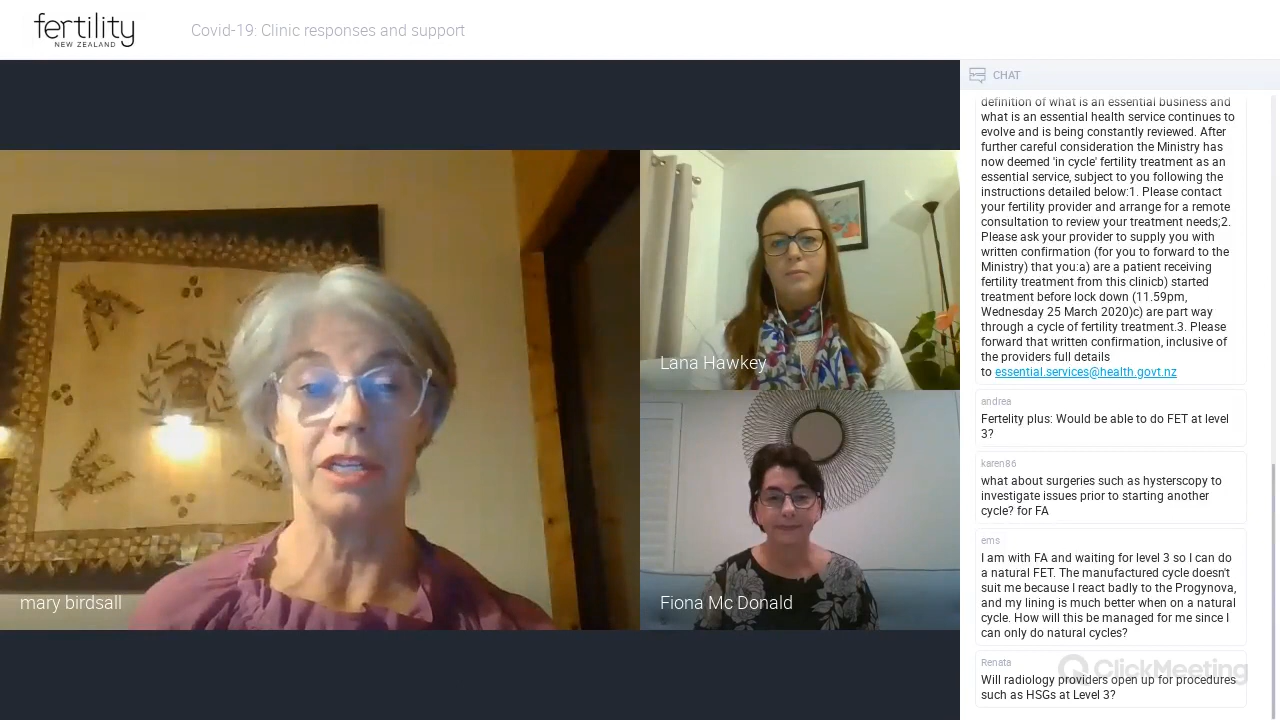 fertility
NEW ZEALAND
Covid-19: Clinic responses and support
mary birdsall
Lana Hawkey
Fiona Mc Donald
CHAT
definition of what is an essential business and
what is an essential health service continues to
evolve and is being constantly reviewed. After
further careful consideration the Ministry has
now deemed 'in cycle' fertility treatment as an
essential service, subject to you following the
instructions detailed below:1. Please contact
your fertility provider and arrange for a remote
consultation to review your treatment needs;2.
Please ask your provider to supply you with
written confirmation (for you to forward to the
Ministry) that you:a) are a patient receiving
fertility treatment from this clinicb) started
treatment before lock down (11.59pm,
Wednesday 25 March 2020)c) are part way
through a cycle of fertility treatment.3. Please
forward that written confirmation, inclusive of
the providers full details
to essential.services@health.govt.nz
andrea
Fertelity plus: Would be able to do FET at level
3?
karen86
what about surgeries such as hysterscopy to
investigate issues prior to starting another
cycle? for FA
ems
I am with FA and waiting for level 3 so I can do
a natural FET. The manufactured cycle doesn't
suit me because I react badly to the Progynova,
and my lining is much better when on a natural
cycle. How will this be managed for me since I
can only do natural cycles?
Renata
Will radiology providers open up for procedures
such as HSGs at Level 3?
ClickMeeting